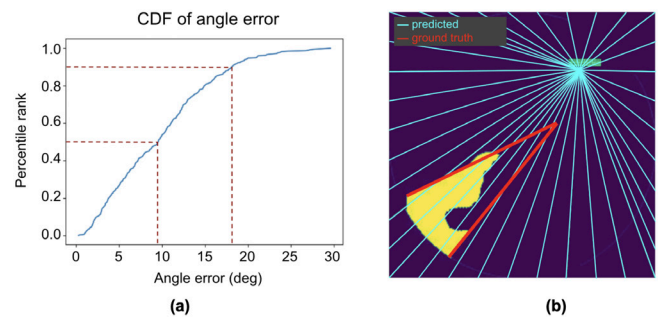 CDF of angle error
Percentile rank
1.0
0.8
0.6
0.4
0.2
0.0
0
5
10
15
20
25
30
Angle error (deg)
(a)
predicted
ground truth
(b)